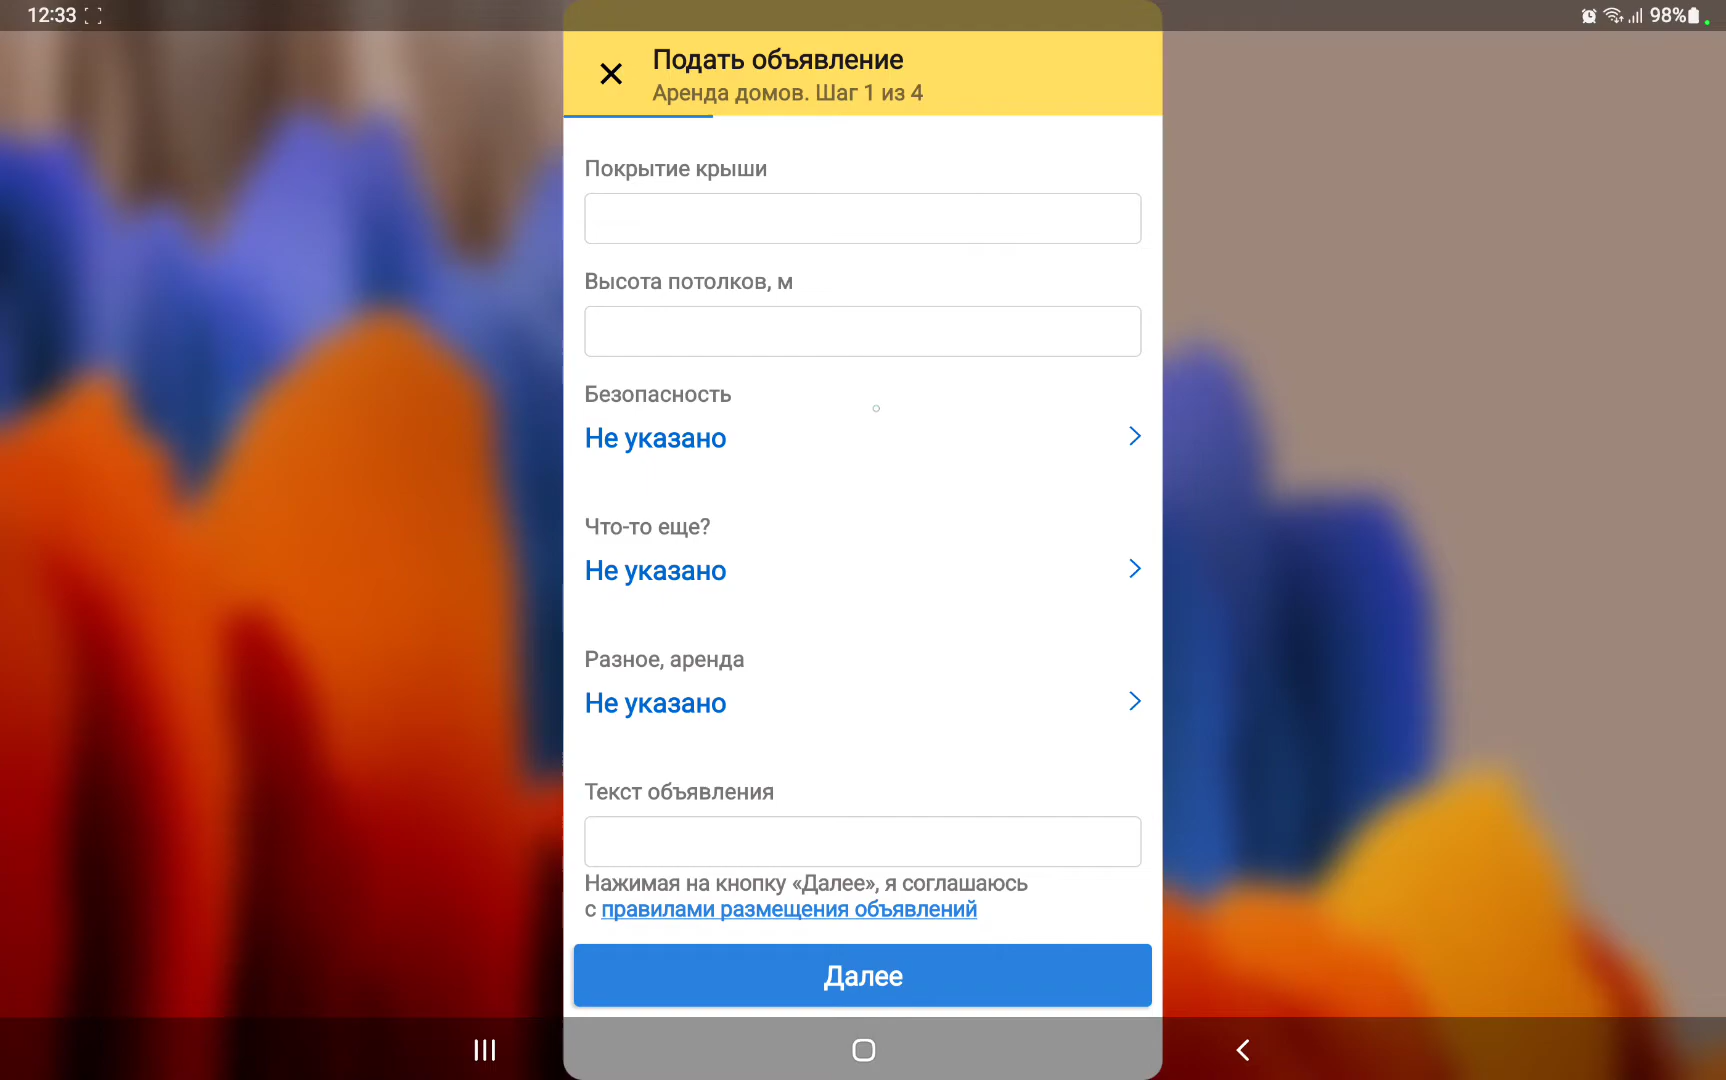 12:33
98%
Подать объявление
Аренда домов. Шаг 1 из 4
Покрытие крыши
Высота потолков, м
Безопасность
Не указано
Что-то еще?
Не указано
Разное, аренда
Не указано
Текст объявления
Нажимая на кнопку «Далее», я соглашаюсь
с правилами размещения объявлений
Далее